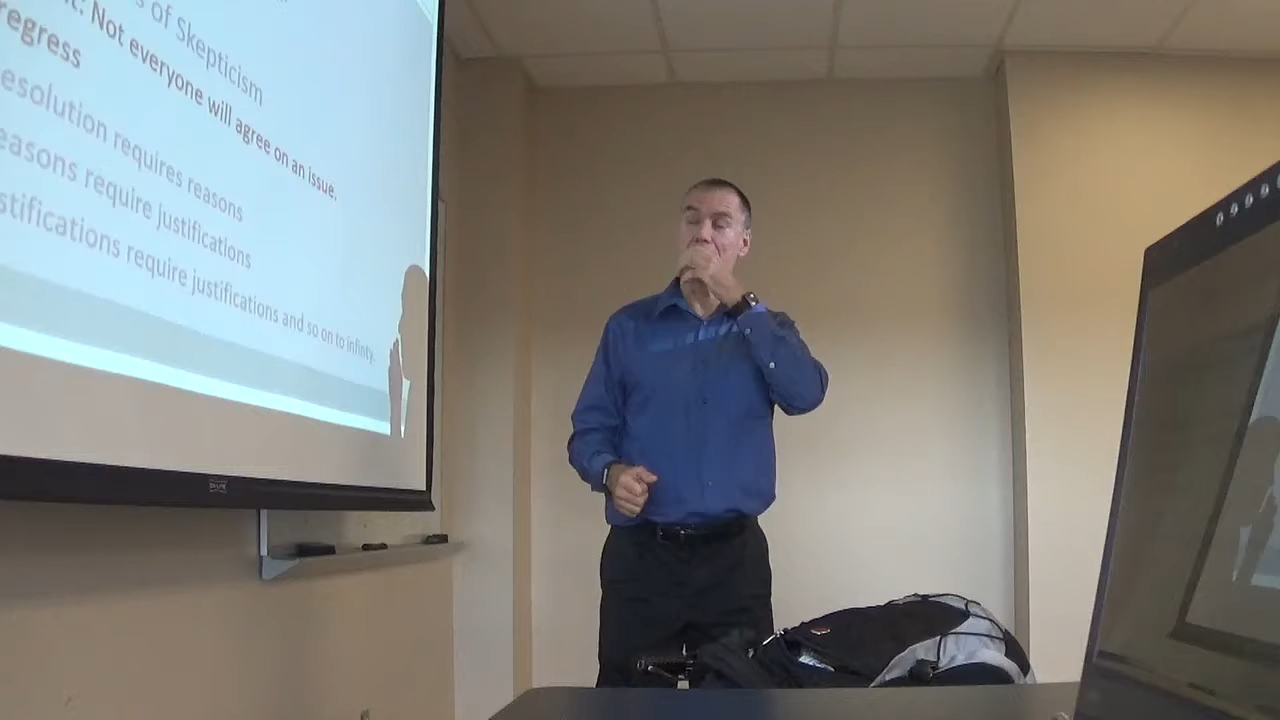 s of Skepticism
t: Not everyone will agree on an issue.
regress
esolution requires reasons
easons require justifications
stifications require justifications and so on to infinty.